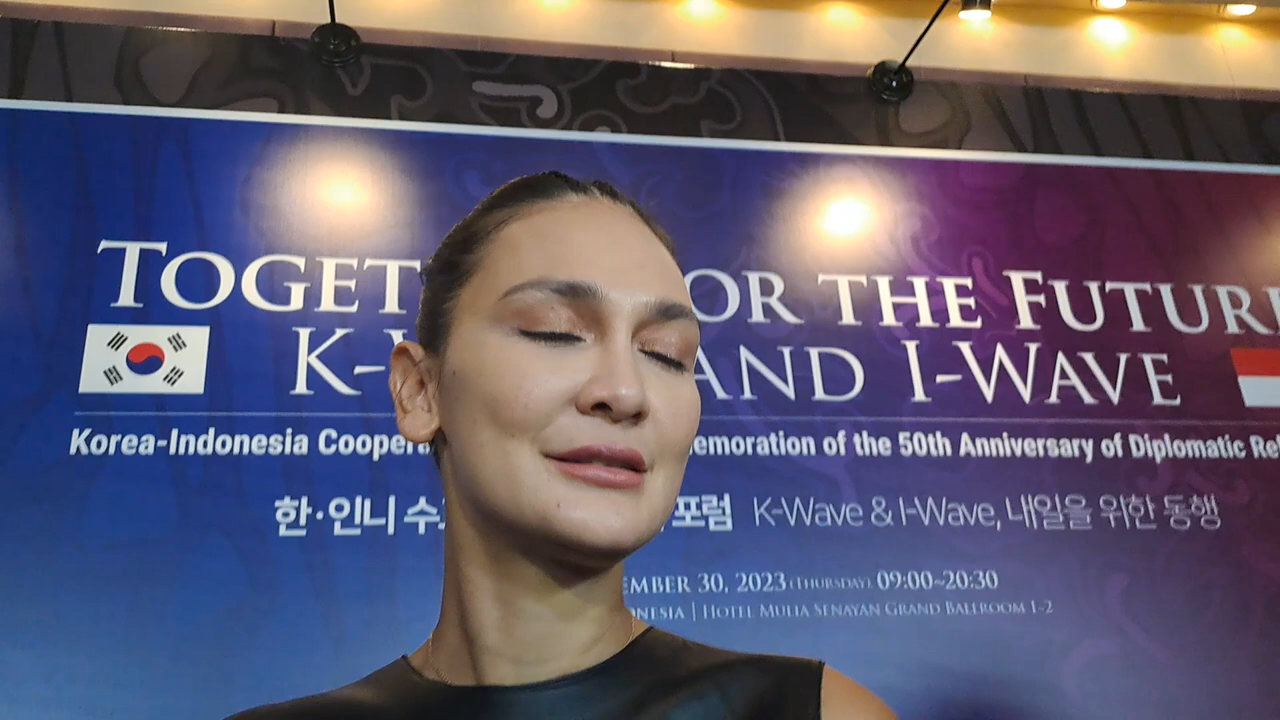 TOGET OR THE FUTUR
K- AND I-WAVE
Korea-Indonesia Coopera emoration of the 50th Anniversary of Diplomatic Re
한·인니 수 포럼 K-Wave & I-Wave, 내일을 위한 동행
EMBER 30, 2023 (THURSDAY) 09:00~20:30
NESIA | HOTEL MULIA SENAYAN GRAND BALLROOM 1-2